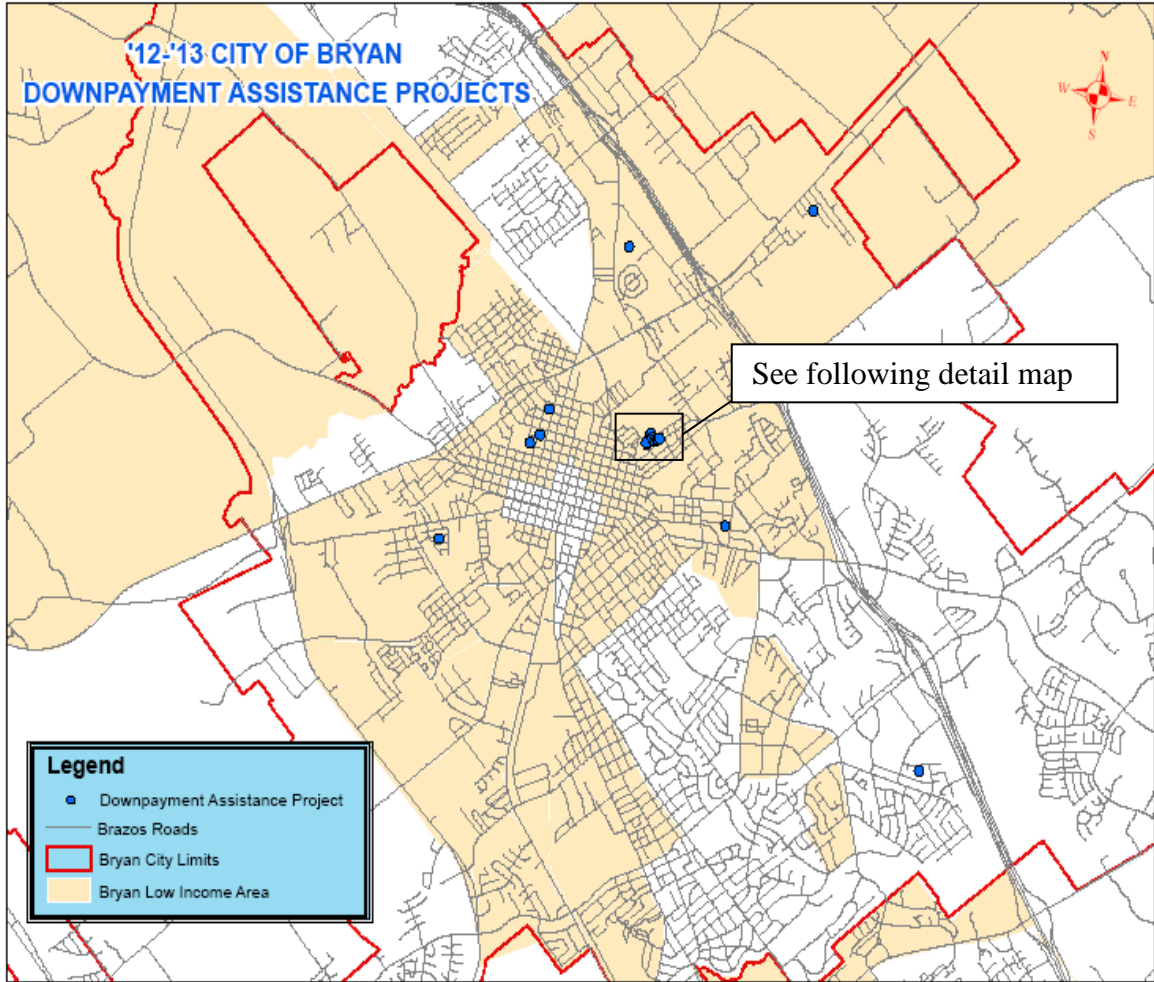 '12-'13 CITY OF BRYAN
DOWNPAYMENT ASSISTANCE PROJECTS
N
W
E
S
See following detail map
Legend
Downpayment Assistance Project
Brazos Roads
Bryan City Limits
Bryan Low Income Area